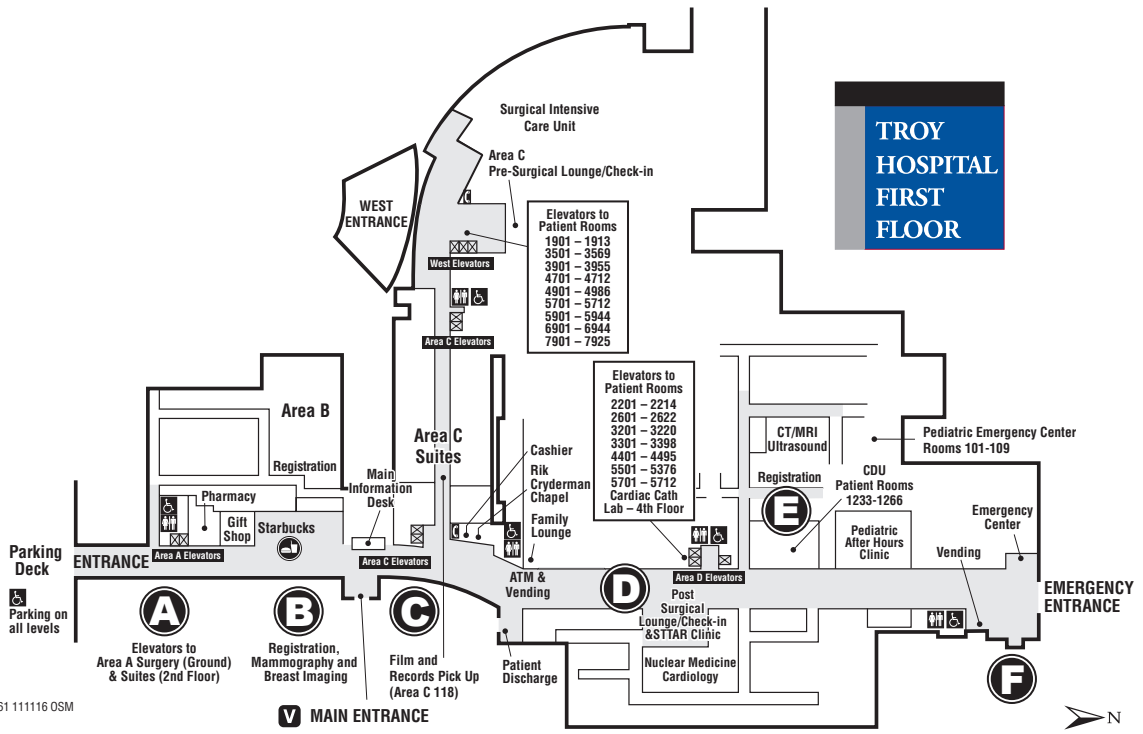 TROY
HOSPITAL
FIRST
FLOOR
Surgical Intensive
Care Unit
Area C
Pre-Surgical Lounge/Check-in
WEST
ENTRANCE
Elevators to
Patient Rooms
1901 – 1913
3501 – 3569
3901 – 3955
4701 – 4712
4901 – 4986
5701 – 5712
5901 – 5944
6901 – 6944
7901 – 7925
West Elevators
Area C Elevators
Elevators to
Patient Rooms
2201 – 2214
2601 – 2622
3201 – 3220
3301 – 3398
4401 – 4495
5501 – 5376
5701 – 5712
Cardiac Cath
Lab – 4th Floor
Area B
Registration
Area C
Suites
Main
Information
Desk
Cashier
Rik
Cryderman
Chapel
Family
Lounge
CT/MRI
Ultrasound
Pediatric Emergency Center
Rooms 101-109
Registration
E
CDU
Patient Rooms
1233-1266
Pediatric
After Hours
Clinic
Emergency
Center
Vending
Pharmacy
Gift
Shop
Starbucks
Area A Elevators
Area C Elevators
Area D Elevators
Parking
Deck
ENTRANCE
Parking on
all levels
ATM &
Vending
D
Post
Surgical
Lounge/Check-in
&STTAR Clinic
EMERGENCY
ENTRANCE
A
Elevators to
Area A Surgery (Ground)
& Suites (2nd Floor)
B
Registration,
Mammography and
Breast Imaging
C
Film and
Records Pick Up
(Area C 118)
Patient
Discharge
Nuclear Medicine
Cardiology
F
V MAIN ENTRANCE
61 111116 OSM
N